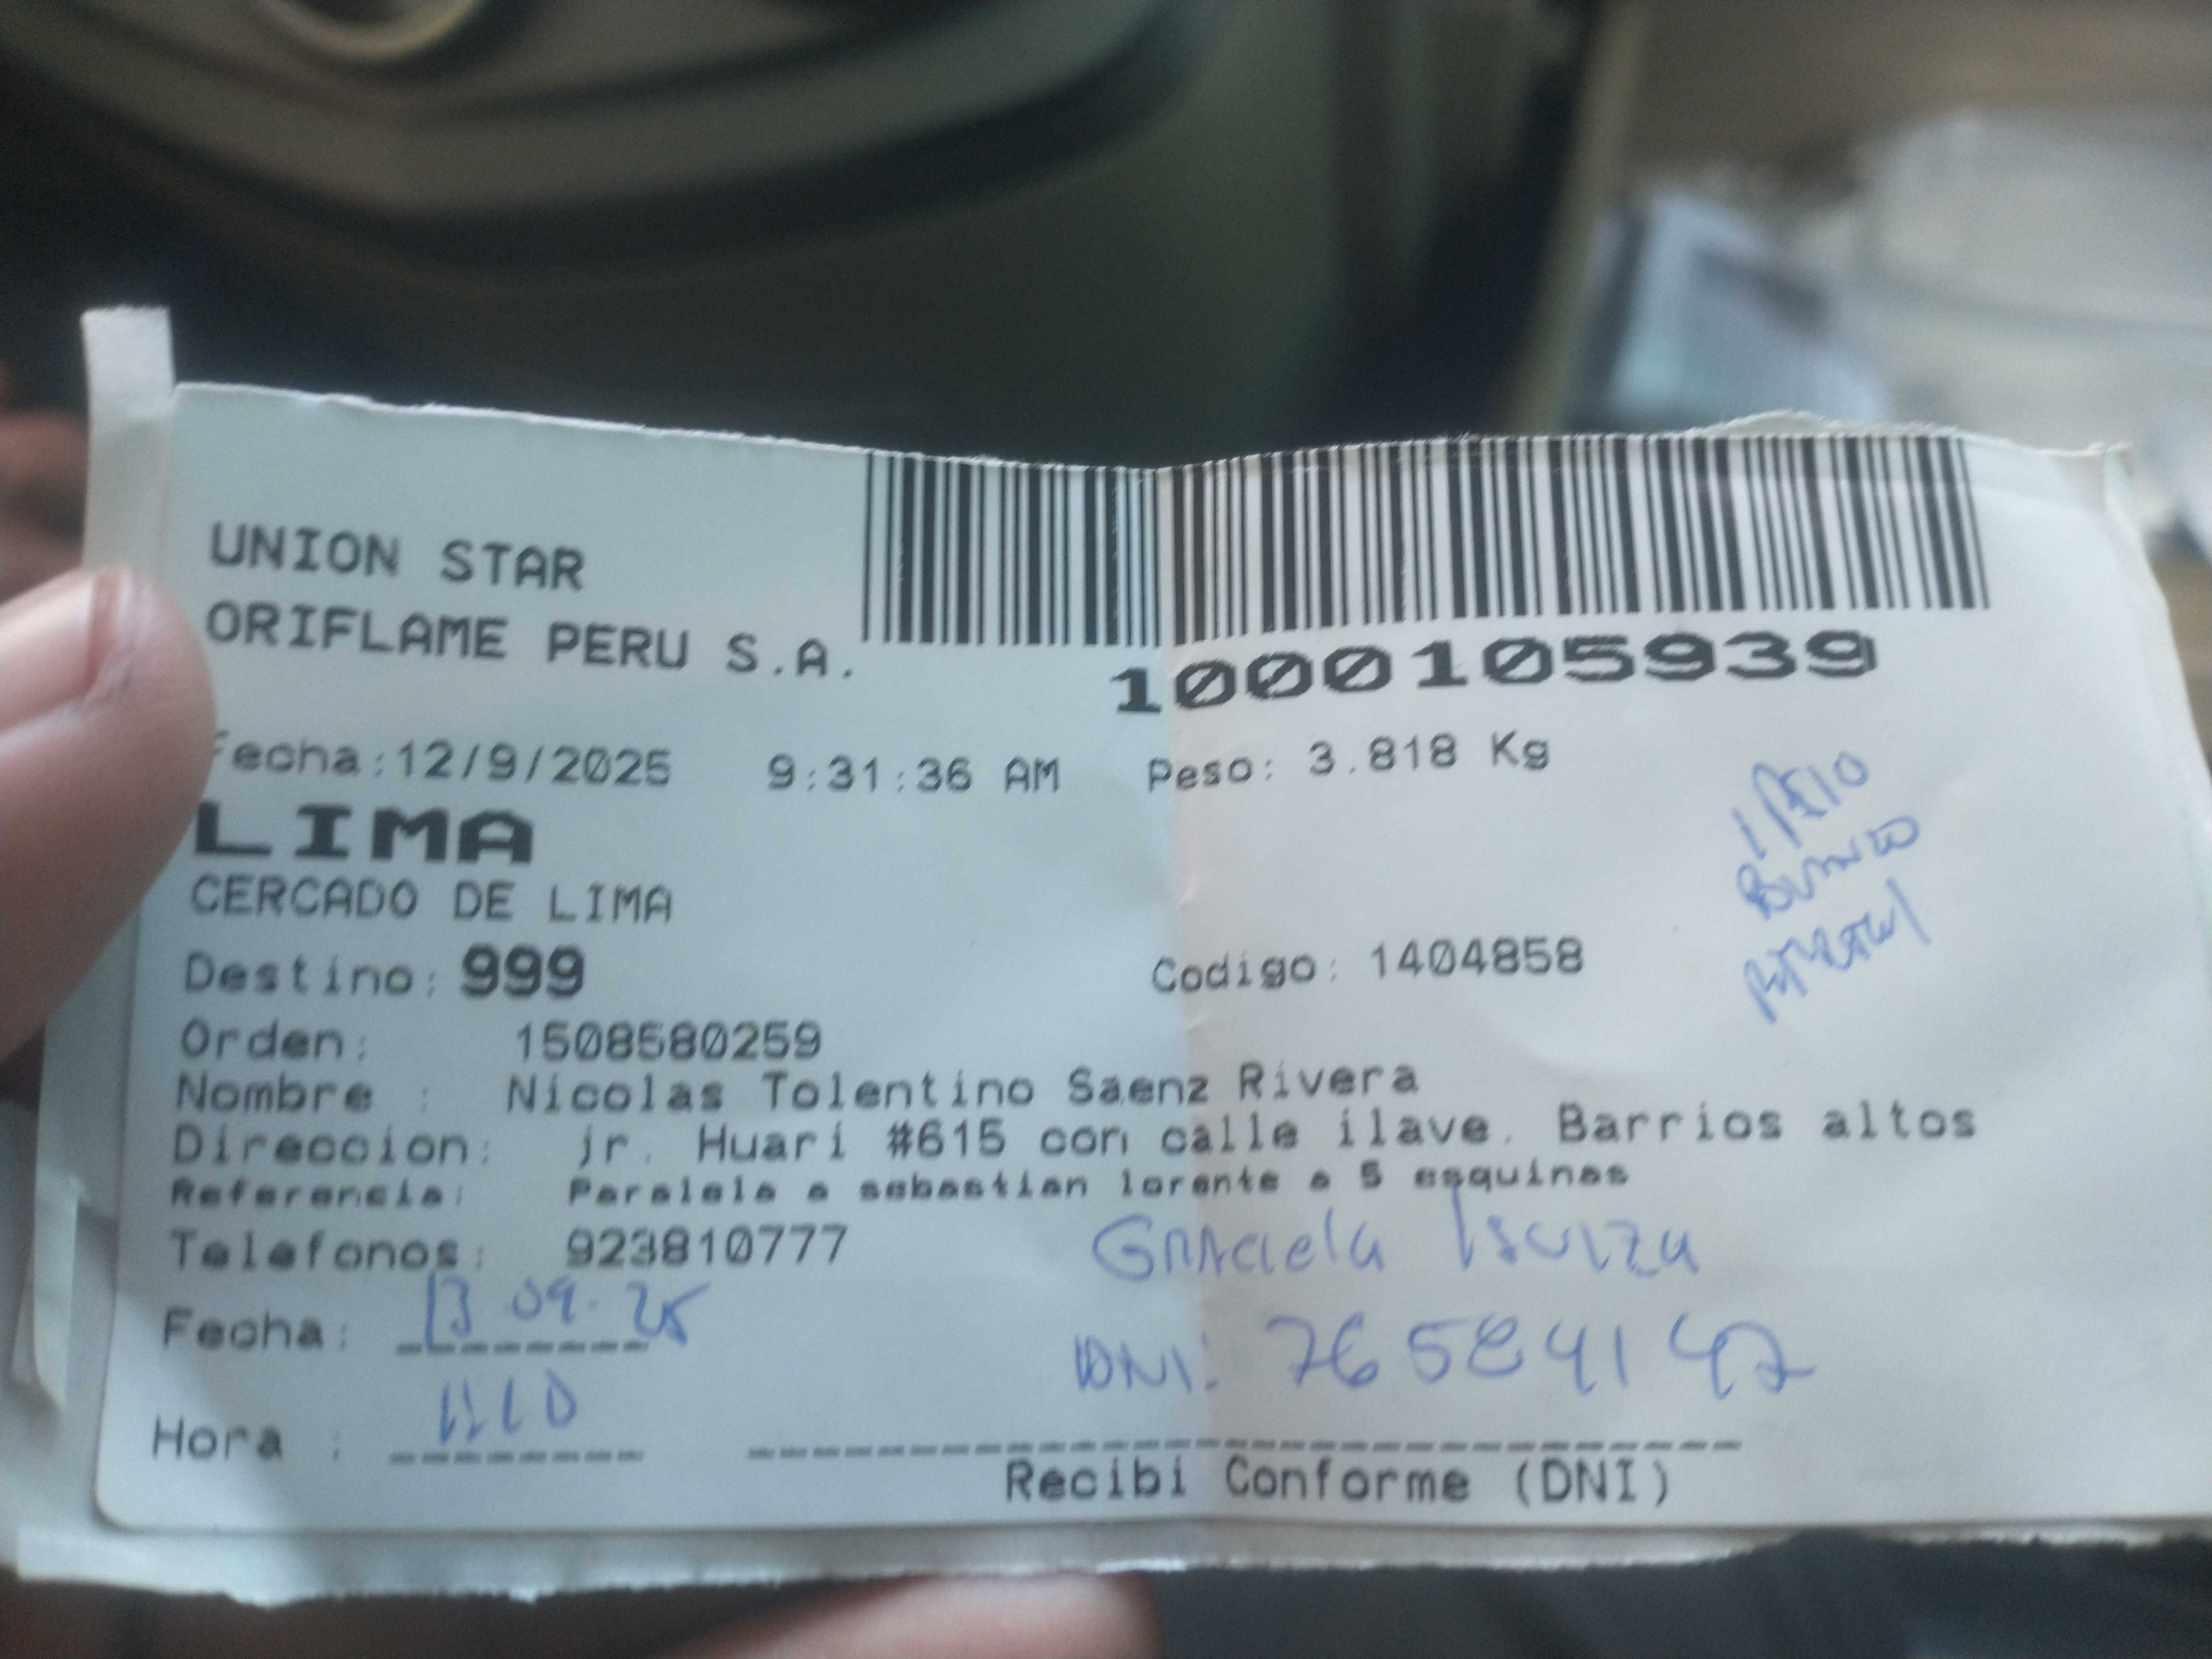 UNION STAR
ORIFLAME PERU S.A.
1000105939
Fecha:12/9/2025 9:31:36 AM Peso: 3.818 Kg
LIMA
CERCADO DE LIMA
Destino: 999 Codigo: 1404858
Orden: 1508580259
Nombre : Nicolas Tolentino Saenz Rivera
Direccion: jr. Huari #615 con calle ilave. Barrios altos
Referencia: Paralela a sebastian lorente a 5 esquinas
Telefonos: 923810777
GRACIela
Fecha: 13 09. 25
DNI: 76584147
Hora :
Recibi Conforme (DNI)